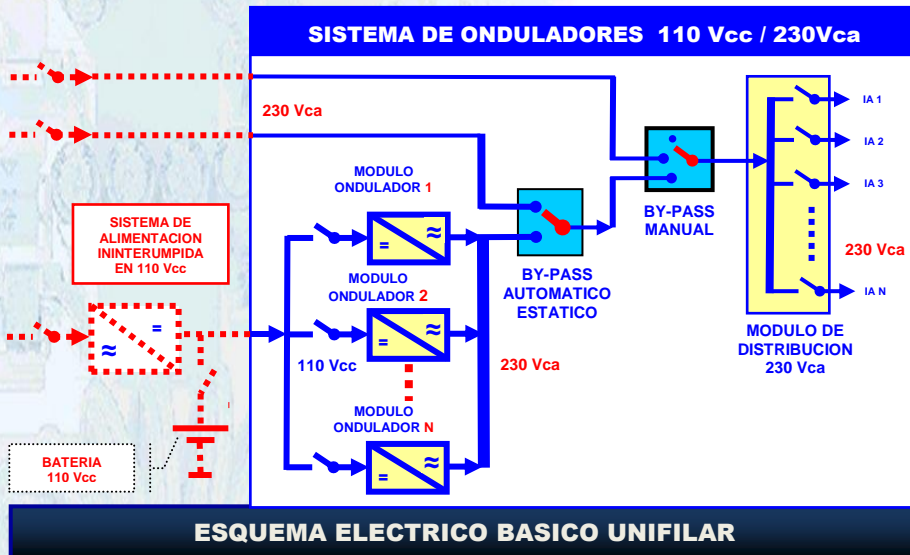 SISTEMA DE ONDULADORES 110 Vcc / 230Vca
230 Vca
MODULO
ONDULADOR 1
SISTEMA DE
ALIMENTACION
ININTERUMPIDA
EN 110 Vcc
=
≈
BATERIA
110 Vcc
=
≈
MODULO
ONDULADOR 2
=
≈
110 Vcc
230 Vca
MODULO
ONDULADOR N
=
≈
BY-PASS
AUTOMATICO
ESTATICO
BY-PASS
MANUAL
IA 1
IA 2
IA 3
230 Vca
IA N
MODULO DE
DISTRIBUCION
230 Vca
ESQUEMA ELECTRICO BASICO UNIFILAR